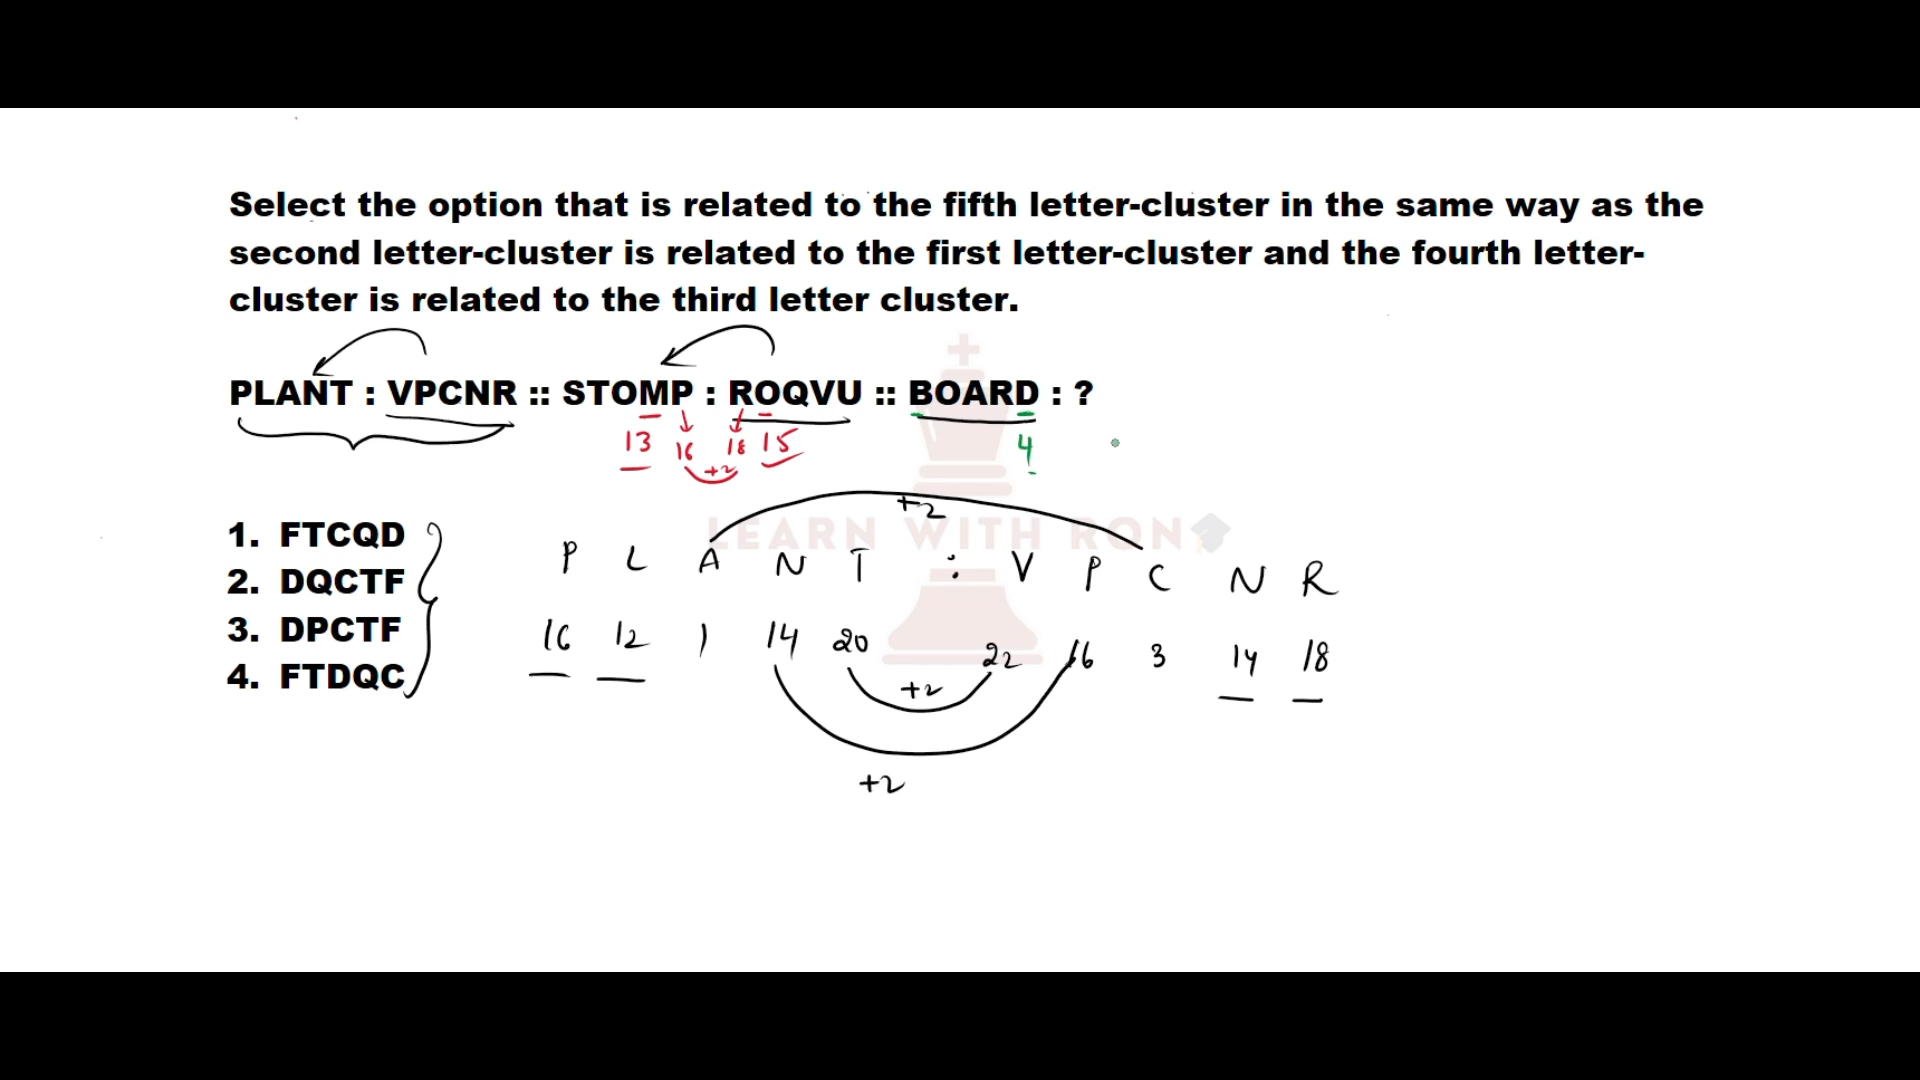 Select the option that is related to the fifth letter-cluster in the same way as the
second letter-cluster is related to the first letter-cluster and the fourth letter-
cluster is related to the third letter cluster.
PLANT : VPCNR :: STOMP : ROQVU :: BOARD : ?
13 16 18 15 4
+2
1. FTCQD
2. DQCTF
3. DPCTF
4. FTDQC
+2
LEARN WITH RON
P L A N T : V P C N R
16 12 1 14 20 22 16 3 14 18
+2
+2